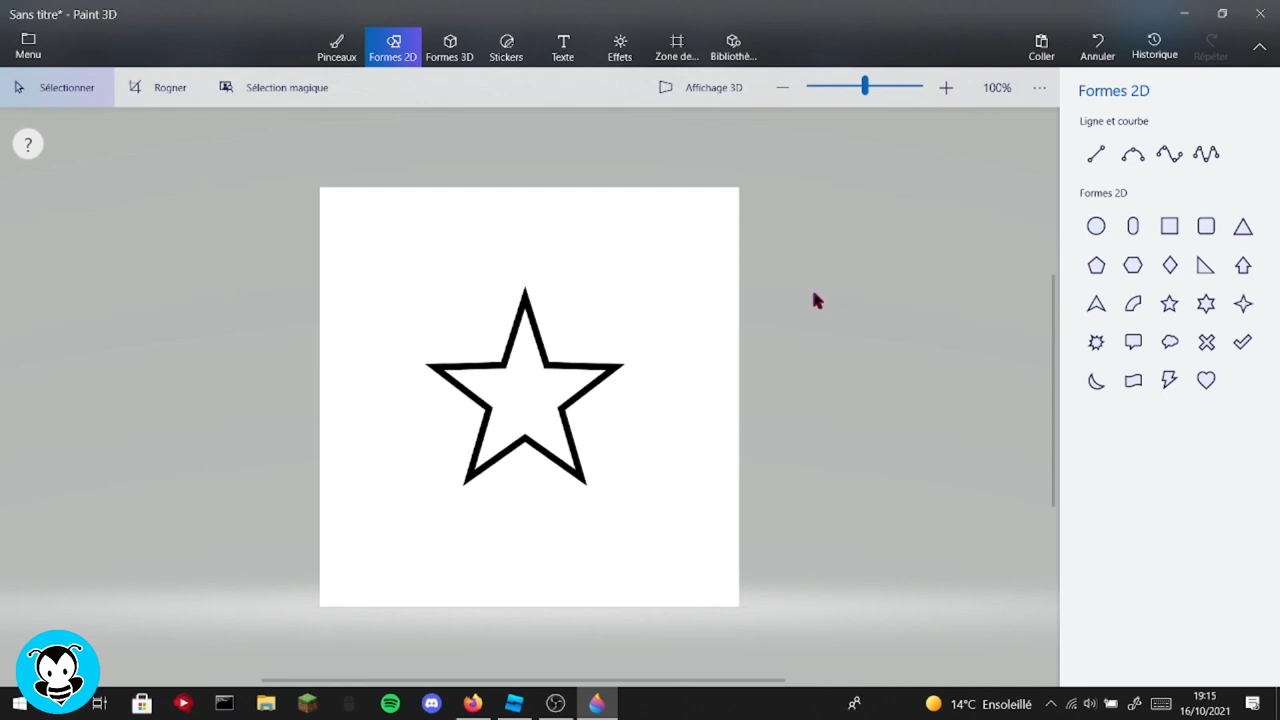 Sans titre* - Paint 3D
Menu
Pinceaux
Formes 2D
Formes 3D
Stickers
Texte
Effets
Zone de...
Bibliothè...
Coller
Annuler
Historique
Répéter
Sélectionner
Rogner
Sélection magique
Affichage 3D
100%
Formes 2D
Ligne et courbe
Formes 2D
?
14°C Ensoleillé
19:15
16/10/2021